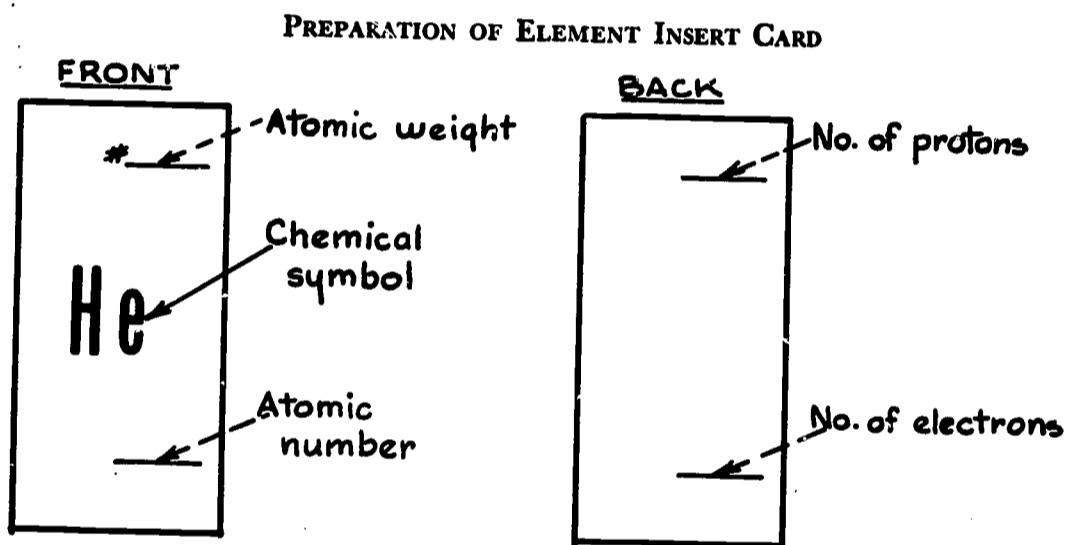 PREPARATION OF ELEMENT INSERT CARD
FRONT
BACK
*
Atomic weight
He
Chemical
symbol
Atomic
number
No. of protons
No. of electrons